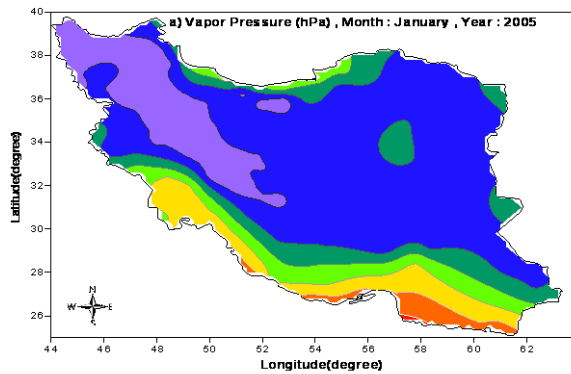 a) Vapor Pressure (hPa) , Month : January , Year : 2005
Latitude(degree)
40
38
36
34
32
30
28
26
N
W E
S
44 46 48 50 52 54 56 58 60 62
Longitude(degree)